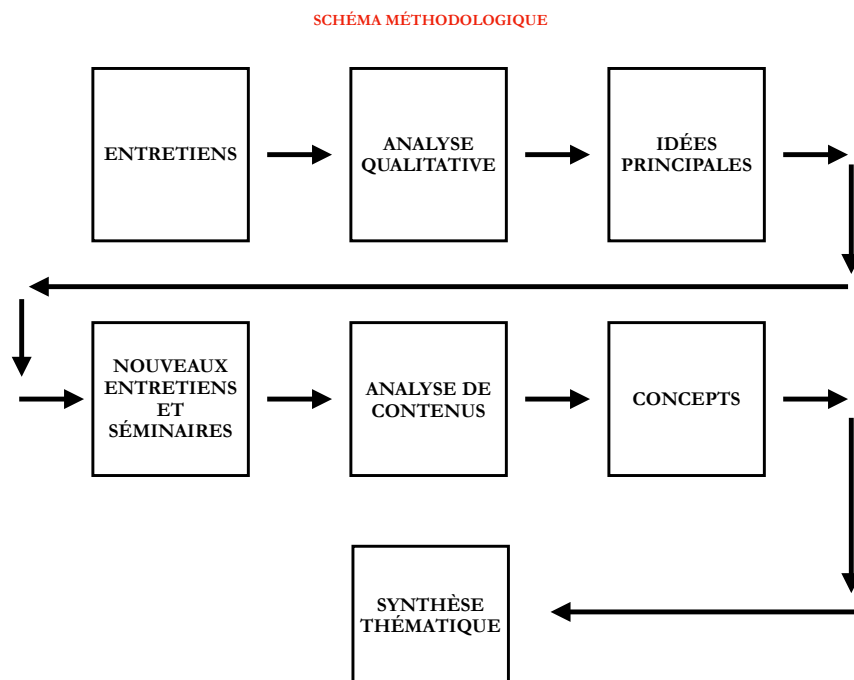 SCHÉMA MÉTHODOLOGIQUE
ENTRETIENS
ANALYSE
QUALITATIVE
IDÉES
PRINCIPALES
NOUVEAUX
ENTRETIENS
ET
SÉMINAIRES
ANALYSE DE
CONTENUS
CONCEPTS
SYNTHÈSE
THÉMATIQUE